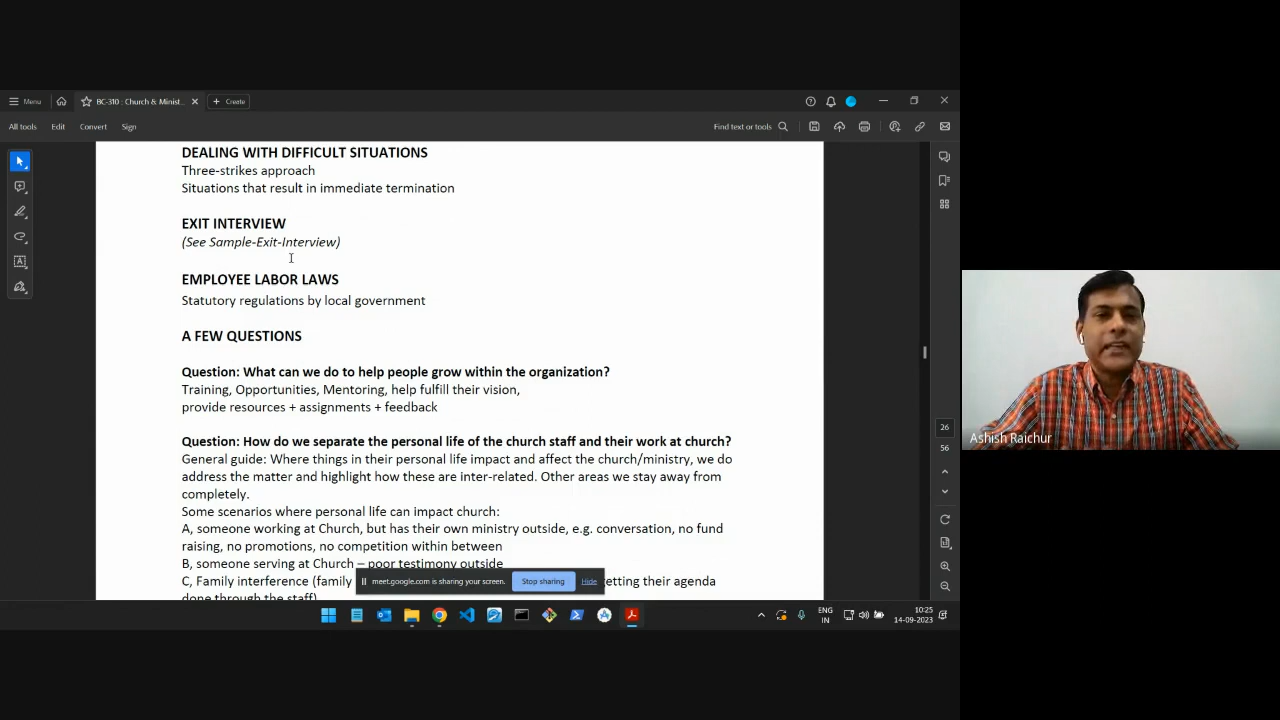 Menu
BC-310 : Church & Minist...
Create
All tools
Edit
Convert
Sign
Find text or tools
DEALING WITH DIFFICULT SITUATIONS
Three-strikes approach
Situations that result in immediate termination
EXIT INTERVIEW
(See Sample-Exit-Interview)
EMPLOYEE LABOR LAWS
Statutory regulations by local government
A FEW QUESTIONS
Question: What can we do to help people grow within the organization?
Training, Opportunities, Mentoring, help fulfill their vision,
provide resources + assignments + feedback
Question: How do we separate the personal life of the church staff and their work at church?
General guide: Where things in their personal life impact and affect the church/ministry, we do
address the matter and highlight how these are inter-related. Other areas we stay away from
completely.
Some scenarios where personal life can impact church:
A, someone working at Church, but has their own ministry outside, e.g. conversation, no fund
raising, no promotions, no competition within between
B, someone serving at Church – poor testimony outside
C, Family interference (family etting their agenda
done through the staff)
meet.google.com is sharing your screen.
Stop sharing
Hide
26
56
ENG
IN
10:25
14-09-2023
Ashish Raichur